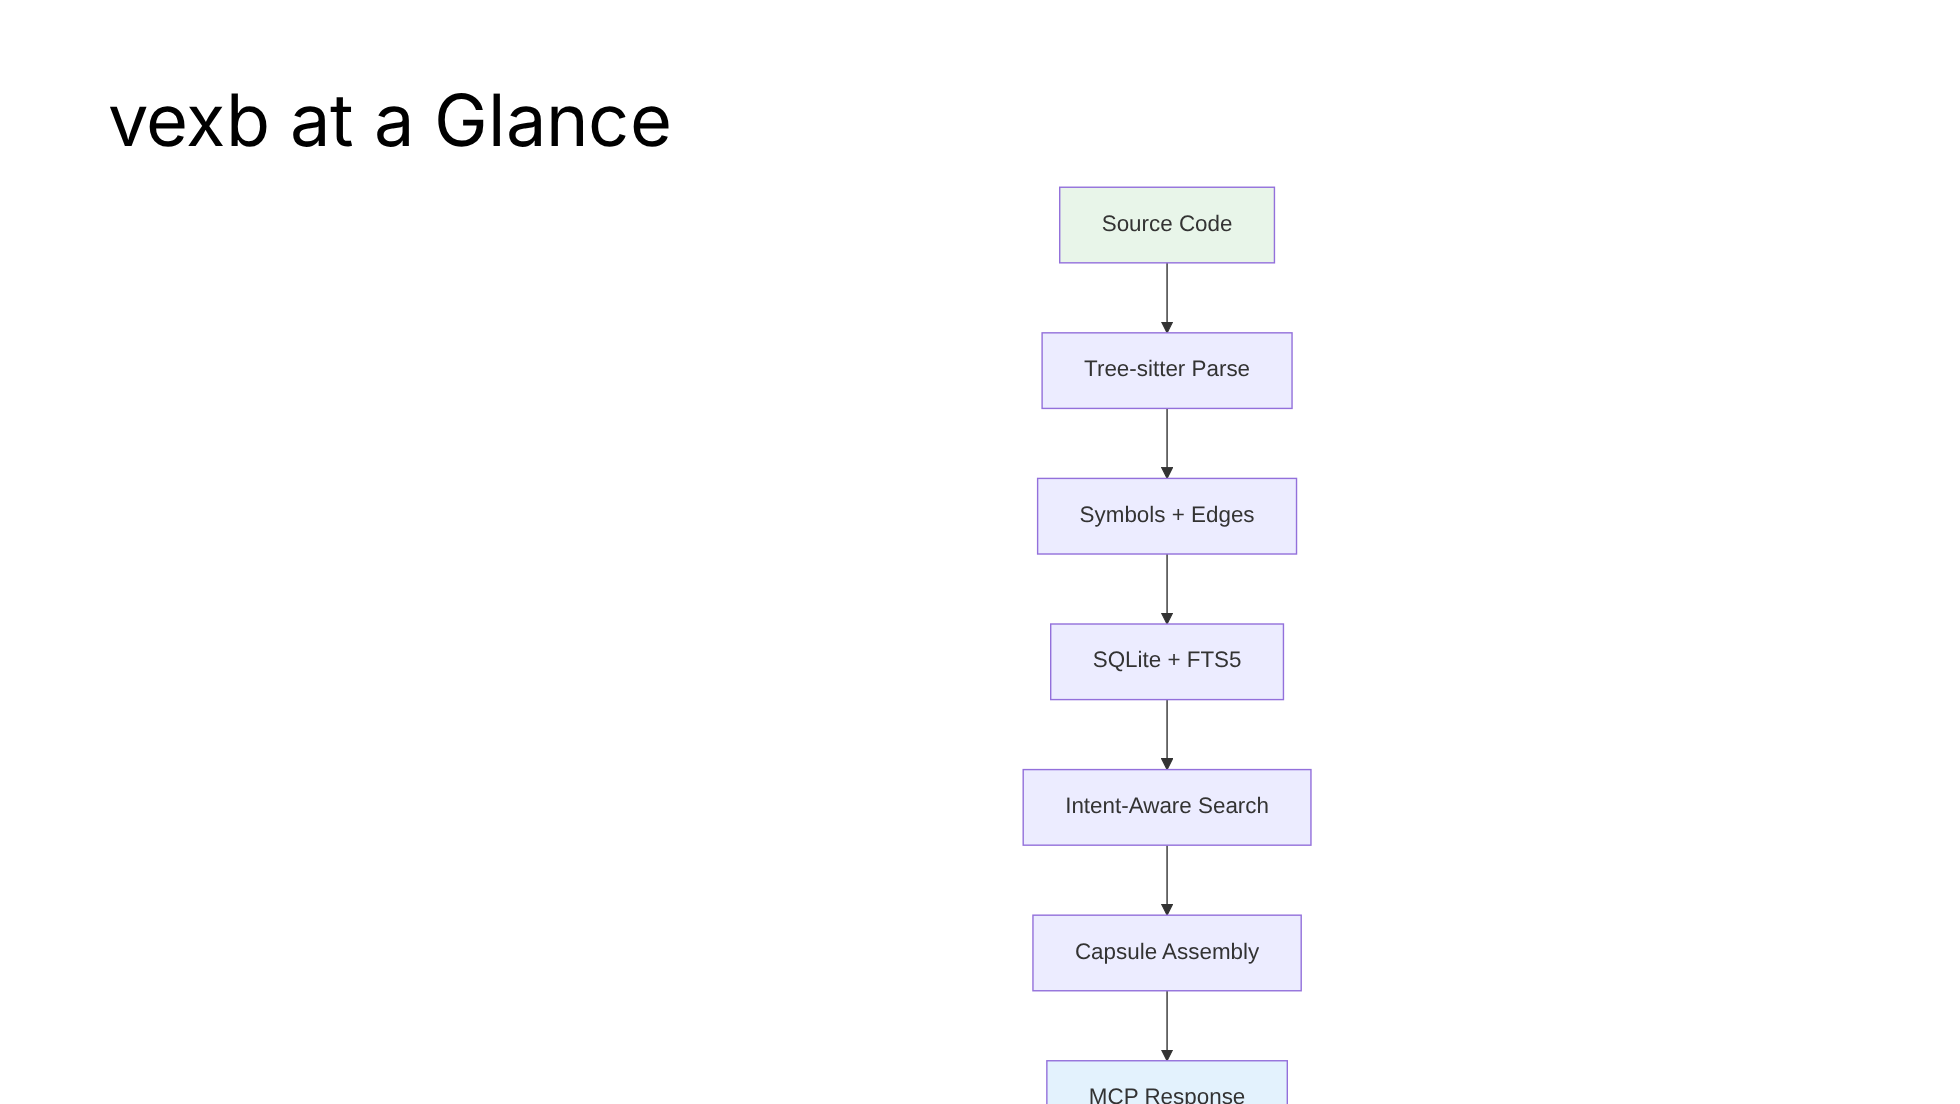 vexb at a Glance
Source Code
Tree-sitter Parse
Symbols + Edges
SQLite + FTS5
Intent-Aware Search
Capsule Assembly
MCP Response